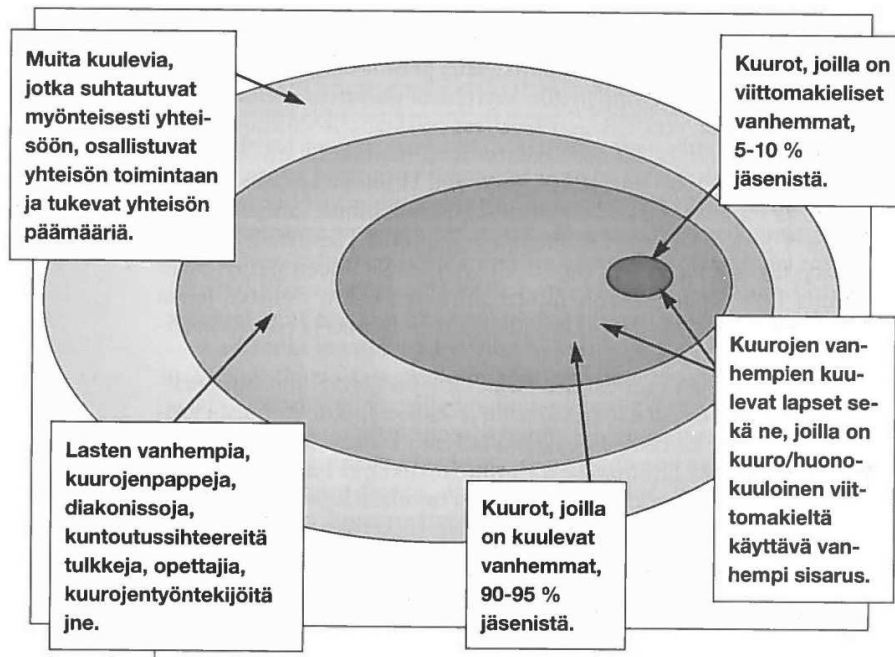 Muita kuulevia,
jotka suhtautuvat
myönteisesti yhtei-
söön, osallistuvat
yhteisön toimintaan
ja tukevat yhteisön
päämääriä.
Kuurot, joilla on
viittomakieliset
vanhemmat,
5-10 %
jäsenistä.
Lasten vanhempia,
kuurojenpappeja,
diakonissoja,
kuntoutussihteereitä
tulkkeja, opettajia,
kuurojentyöntekijöitä
jne.
Kuurot, joilla
on kuulevat
vanhemmat,
90-95 %
jäsenistä.
Kuurojen van-
hempien kuu-
levat lapset se-
kä ne, joilla on
kuuro/huono-
kuuloinen viit-
tomakieltä
käyttävä van-
hempi sisarus.